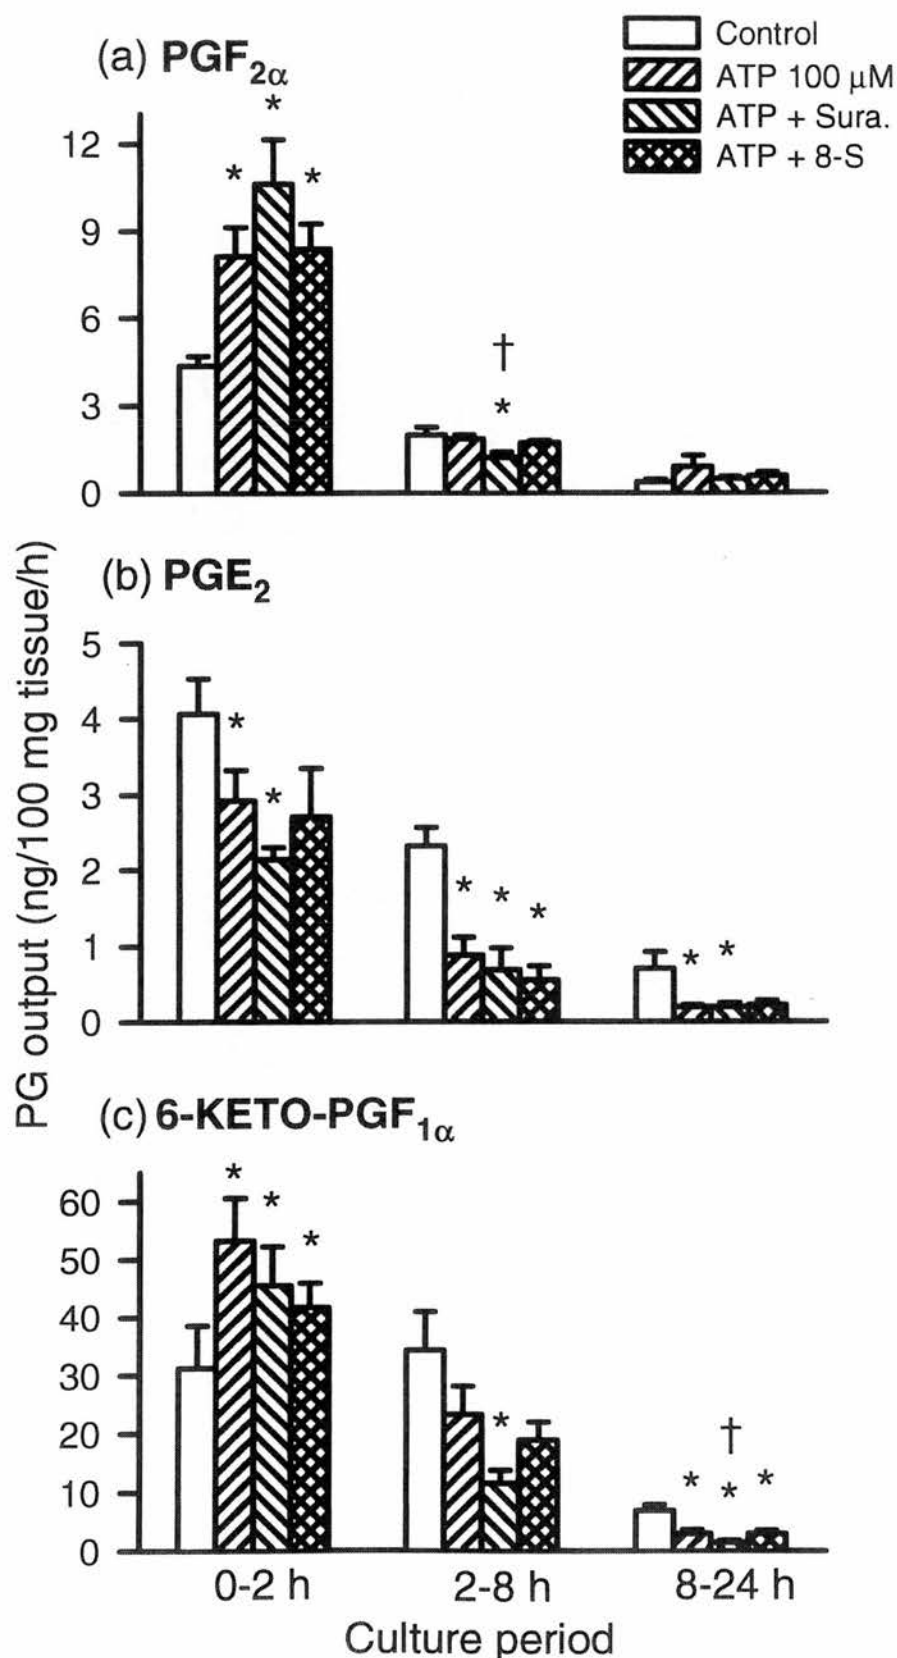 (a) PGF2α
Control
ATP 100 μM
ATP + Sura.
ATP + 8-S
* * *
12
9
6
3
0
†
*
(b) PGE2
5
4
3
2
1
0
* *
* * *
* *
PG output (ng/100 mg tissue/h)
(c) 6-KETO-PGF1α
60
50
40
30
20
10
0
* * *
*
†
* * *
0-2 h 2-8 h 8-24 h
Culture period